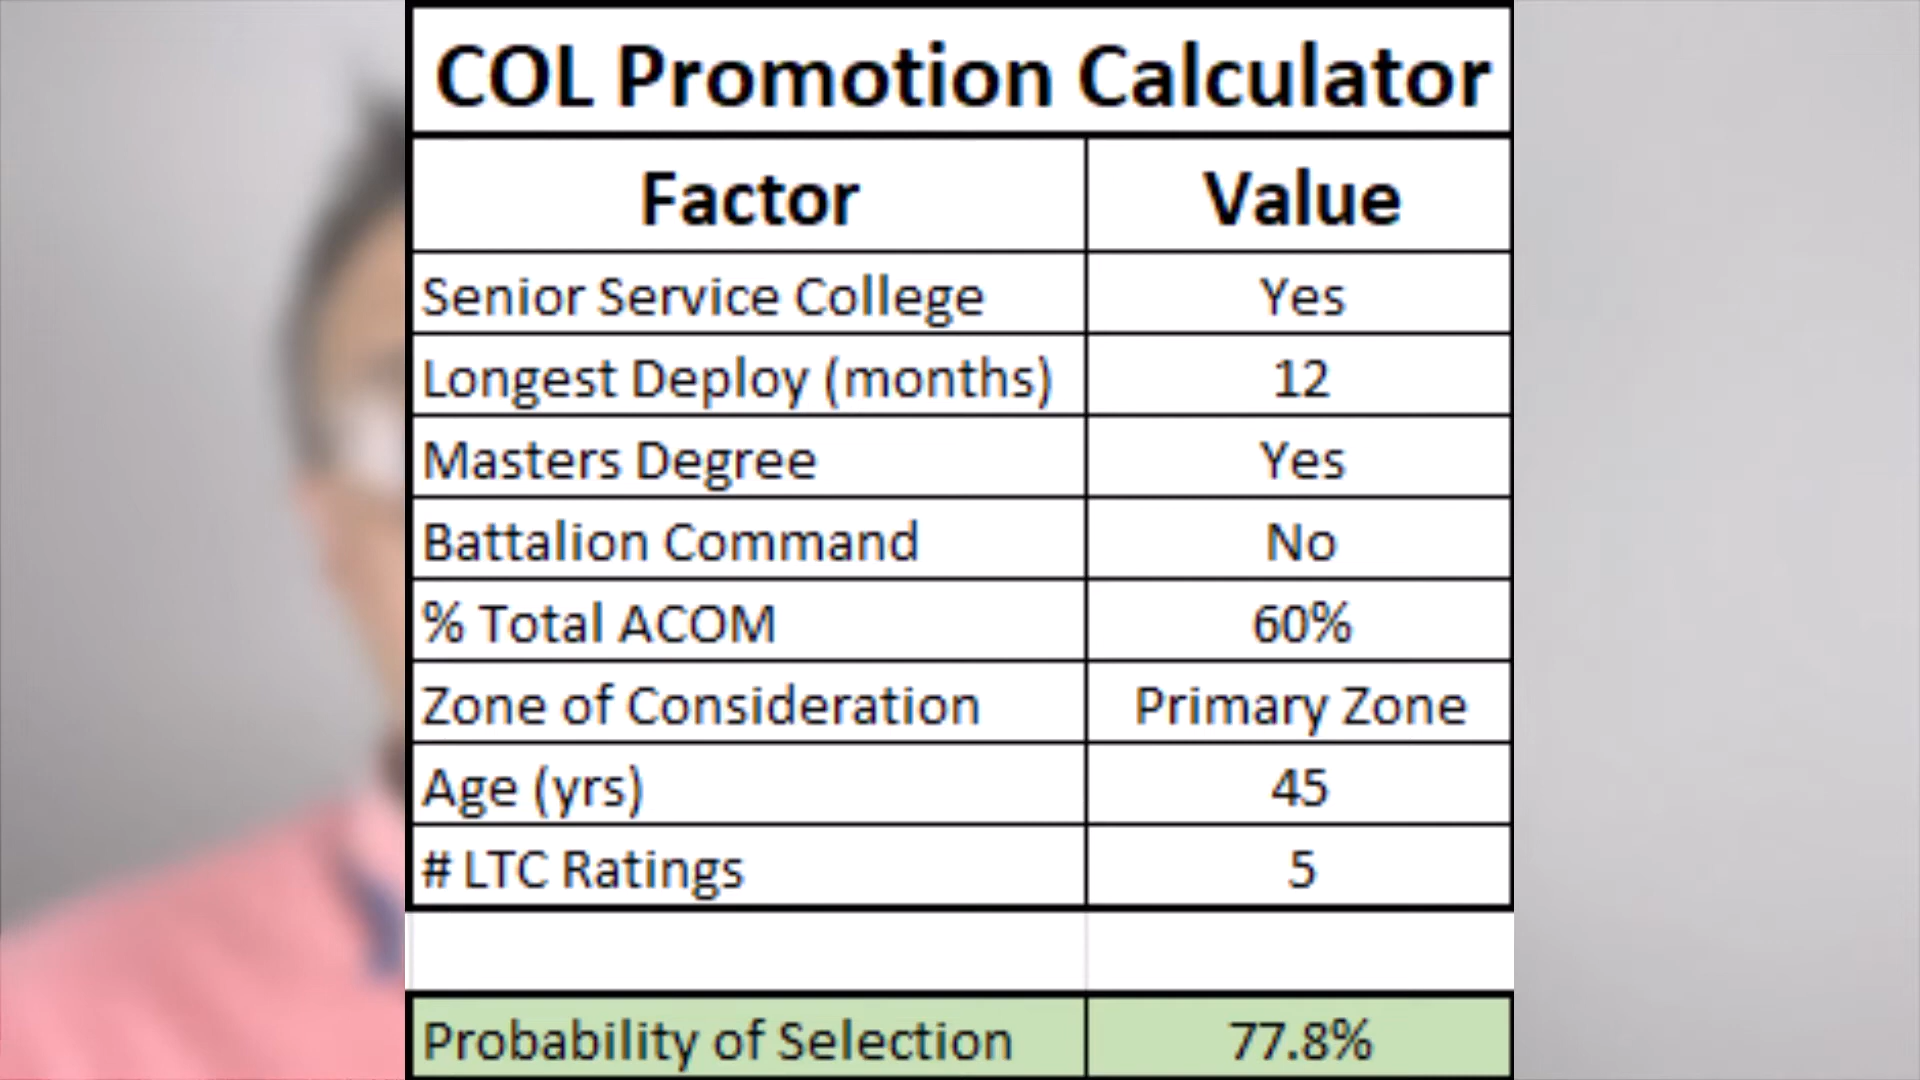 COL Promotion Calculator
Factor Value
Senior Service College Yes
Longest Deploy (months) 12
Masters Degree Yes
Battalion Command No
% Total ACOM 60%
Zone of Consideration Primary Zone
Age (yrs) 45
# LTC Ratings 5
Probability of Selection 77.8%